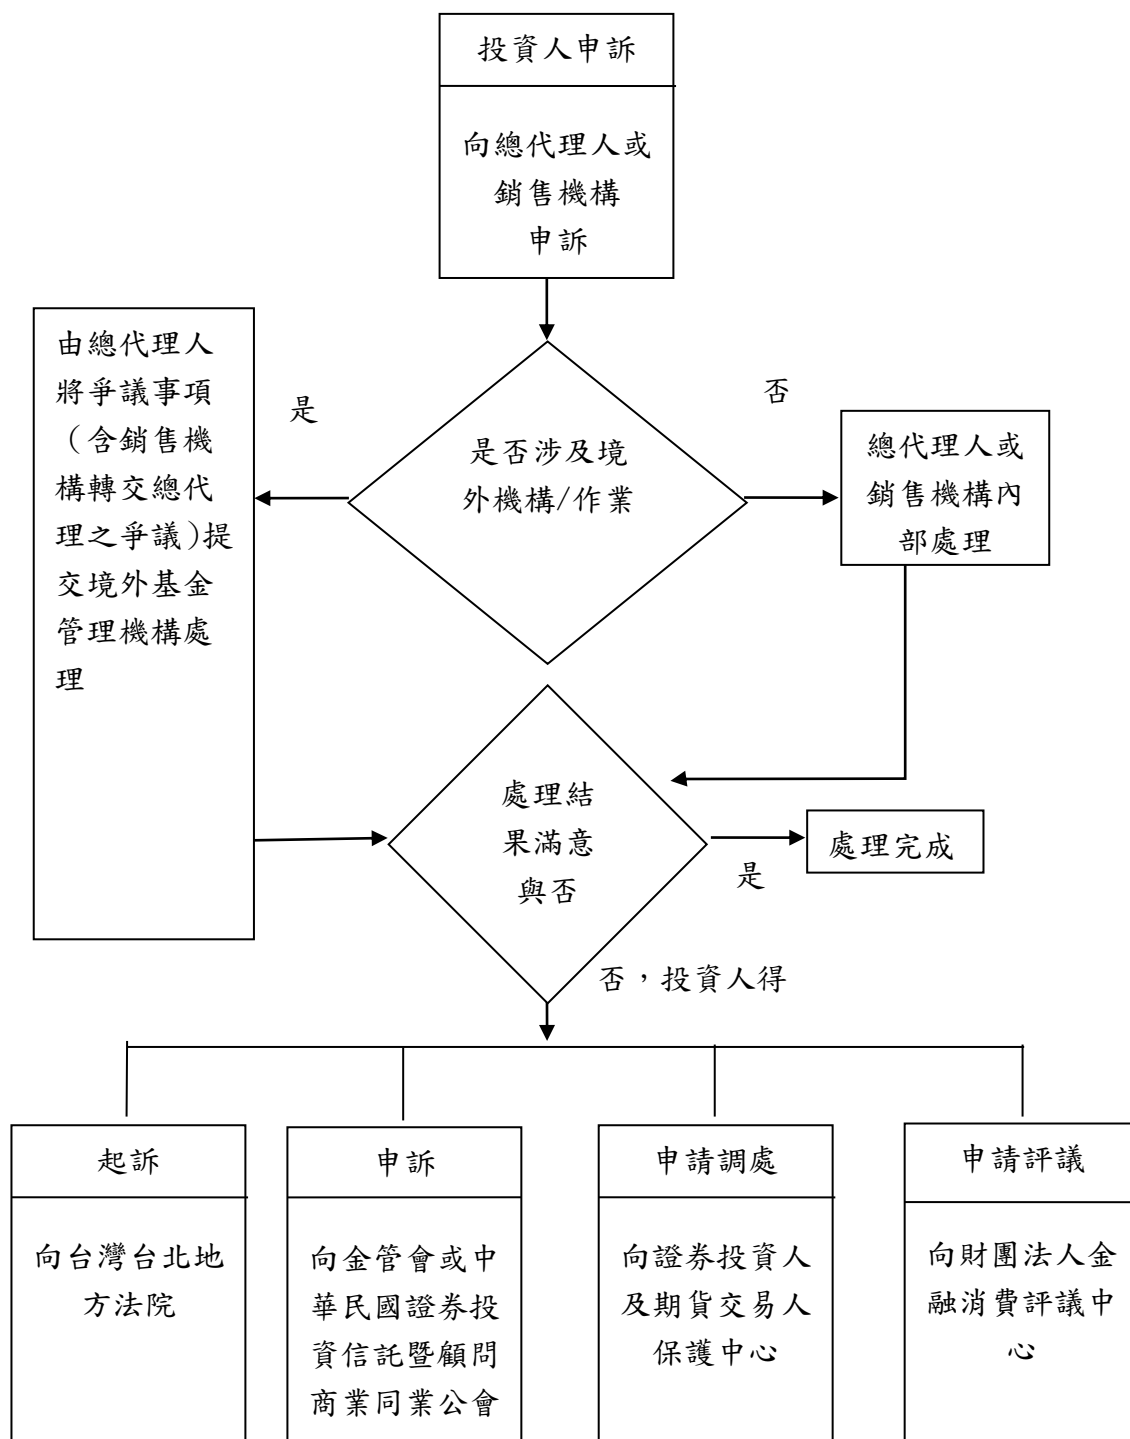 投資人申訴
向總代理人或
銷售機構
申訴
由總代理人
將爭議事項
（含銷售機
構轉交總代
理之爭議）提
交境外基金
管理機構處
理
是
是否涉及境
外機構/作業
否
總代理人或
銷售機構內
部處理
處理結
果滿意
與否
是
處理完成
否，投資人得
起訴
向台灣台北地
方法院
申訴
向金管會或中
華民國證券投
資信託暨顧問
商業同業公會
申請調處
向證券投資人
及期貨交易人
保護中心
申請評議
向財團法人金
融消費評議中
心